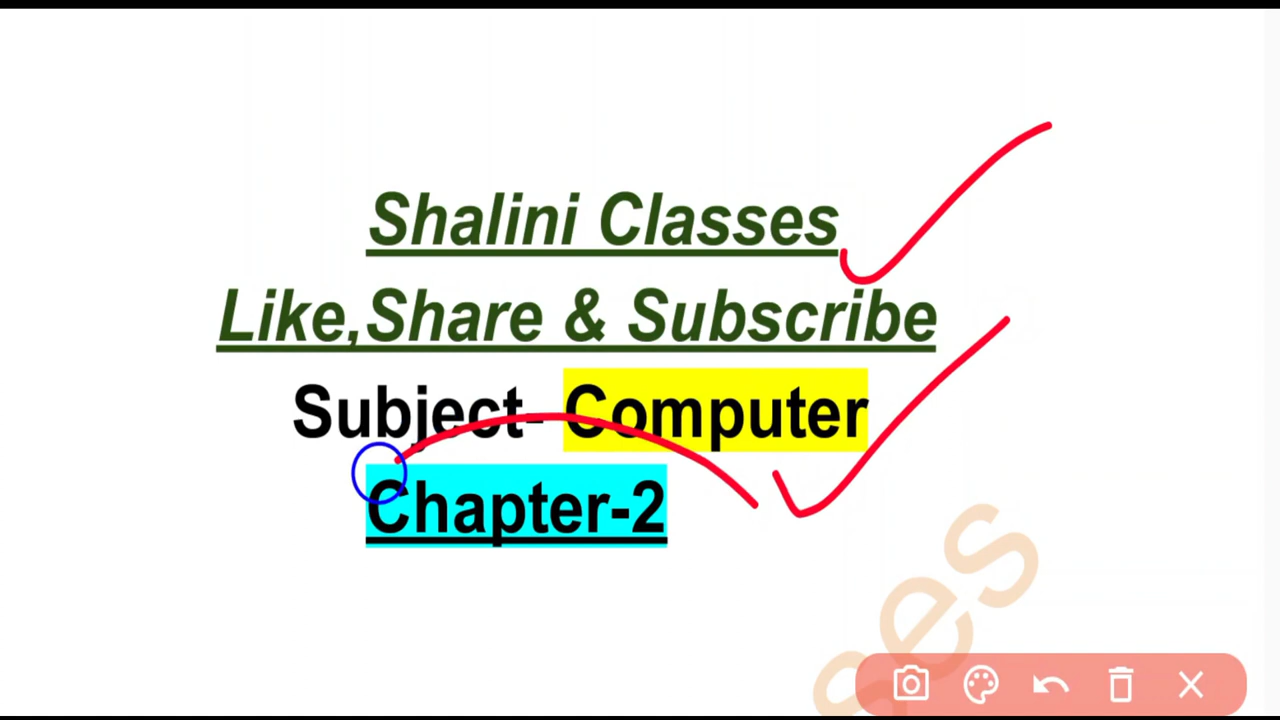 Shalini Classes
Like,Share & Subscribe
Subject- Computer
Chapter-2